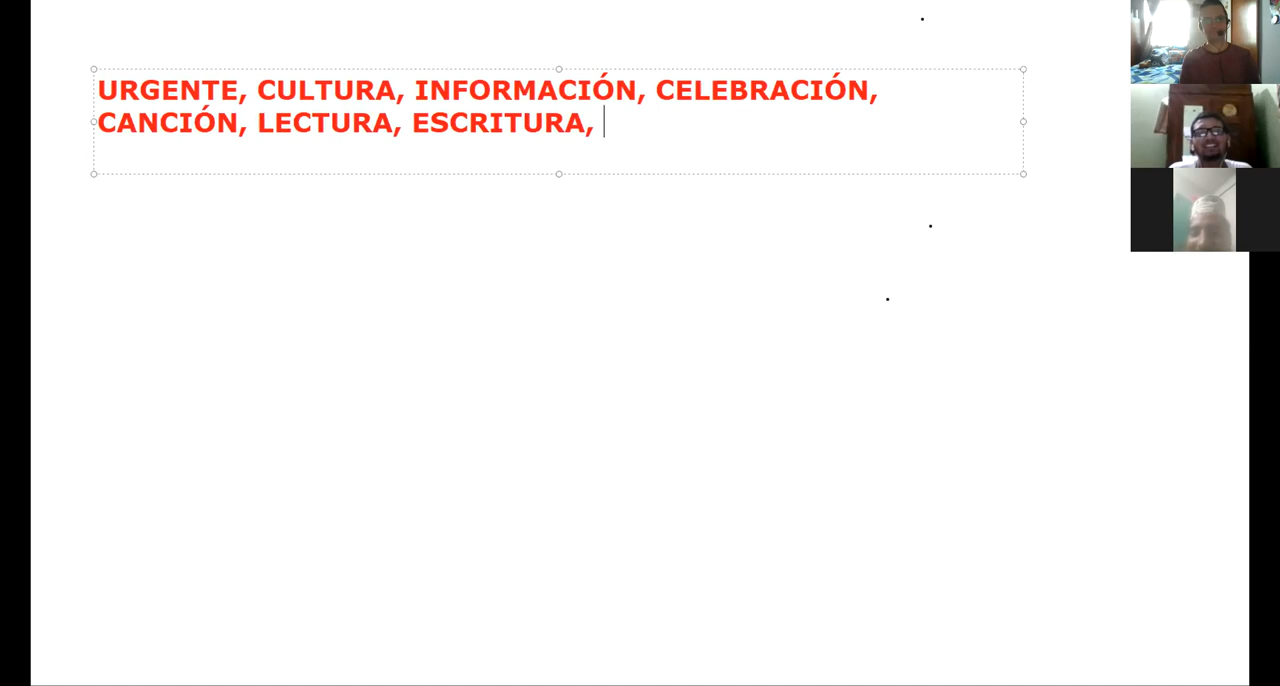 URGENTE, CULTURA, INFORMACIÓN, CELEBRACIÓN,
CANCIÓN, LECTURA, ESCRITURA,